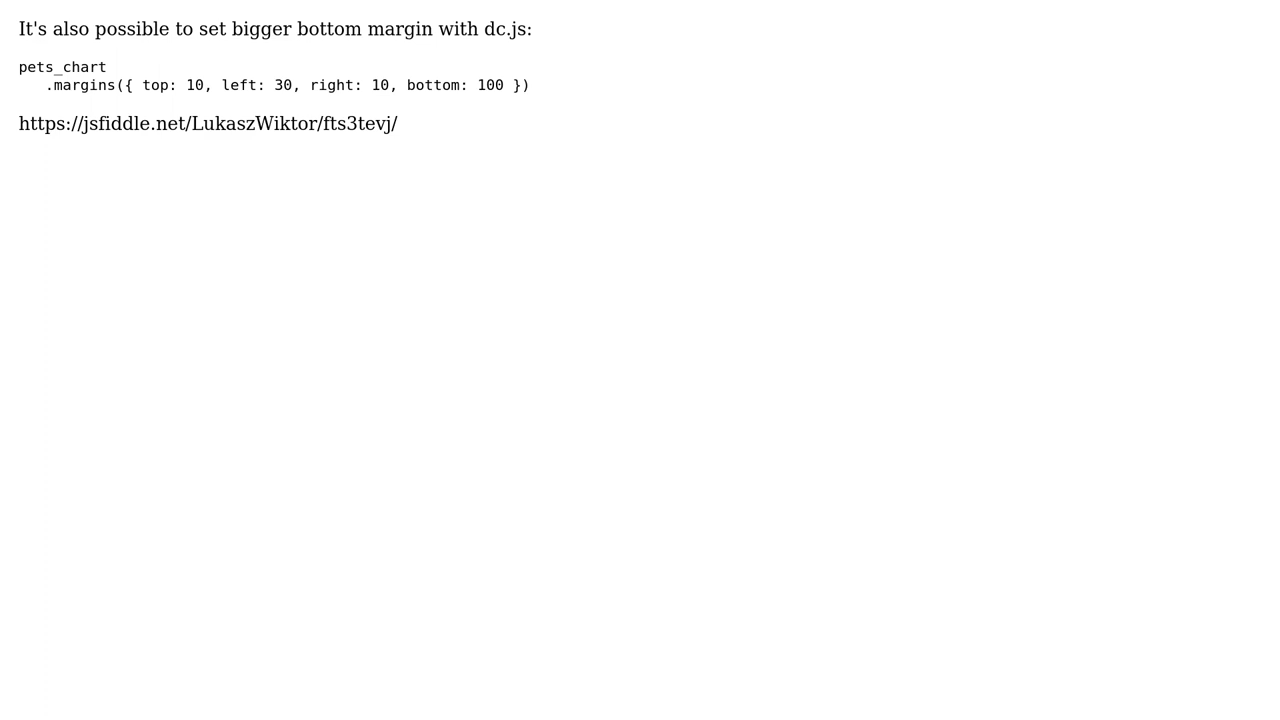 It's also possible to set bigger bottom margin with dc.js:
pets_chart
   .margins({ top: 10, left: 30, right: 10, bottom: 100 })
https://jsfiddle.net/LukaszWiktor/fts3tevj/